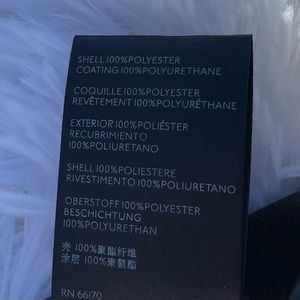 SHELL 100%POLYESTER
COATING 100%POLYURETHANE
COQUILLE 100%POLYESTER
REVÊTEMENT 100%POLYURÉTHANE
EXTERIOR 100%POLIÉSTER
RECUBRIMIENTO
100%POLIURETANO
SHELL 100%POLIESTERE
RIVESTIMENTO 100%POLIURETANO
OBERSTOFF 100%POLYESTER
BESCHICHTUNG
100%POLYURETHAN
壳 100%聚酯纤维
涂层 100%聚氨酯
RN 66170